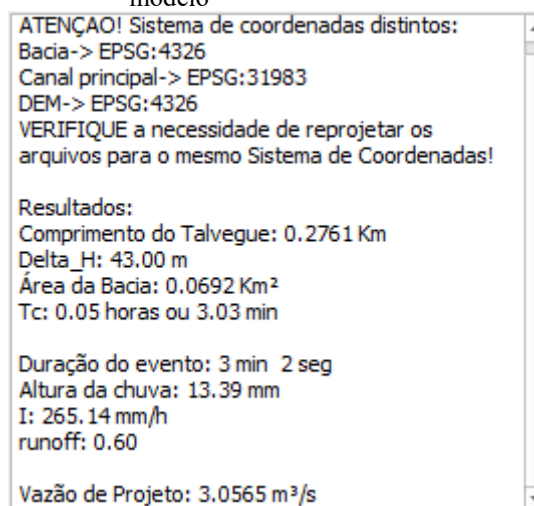 modelo
ATENÇAO! Sistema de coordenadas distintos:
Bacia-> EPSG:4326
Canal principal-> EPSG:31983
DEM-> EPSG:4326
VERIFIQUE a necessidade de reprojetar os
arquivos para o mesmo Sistema de Coordenadas!
Resultados:
Comprimento do Talvegue: 0.2761 Km
Delta_H: 43.00 m
Área da Bacia: 0.0692 Km²
Tc: 0.05 horas ou 3.03 min
Duração do evento: 3 min 2 seg
Altura da chuva: 13.39 mm
I: 265.14 mm/h
runoff: 0.60
Vazão de Projeto: 3.0565 m³/s